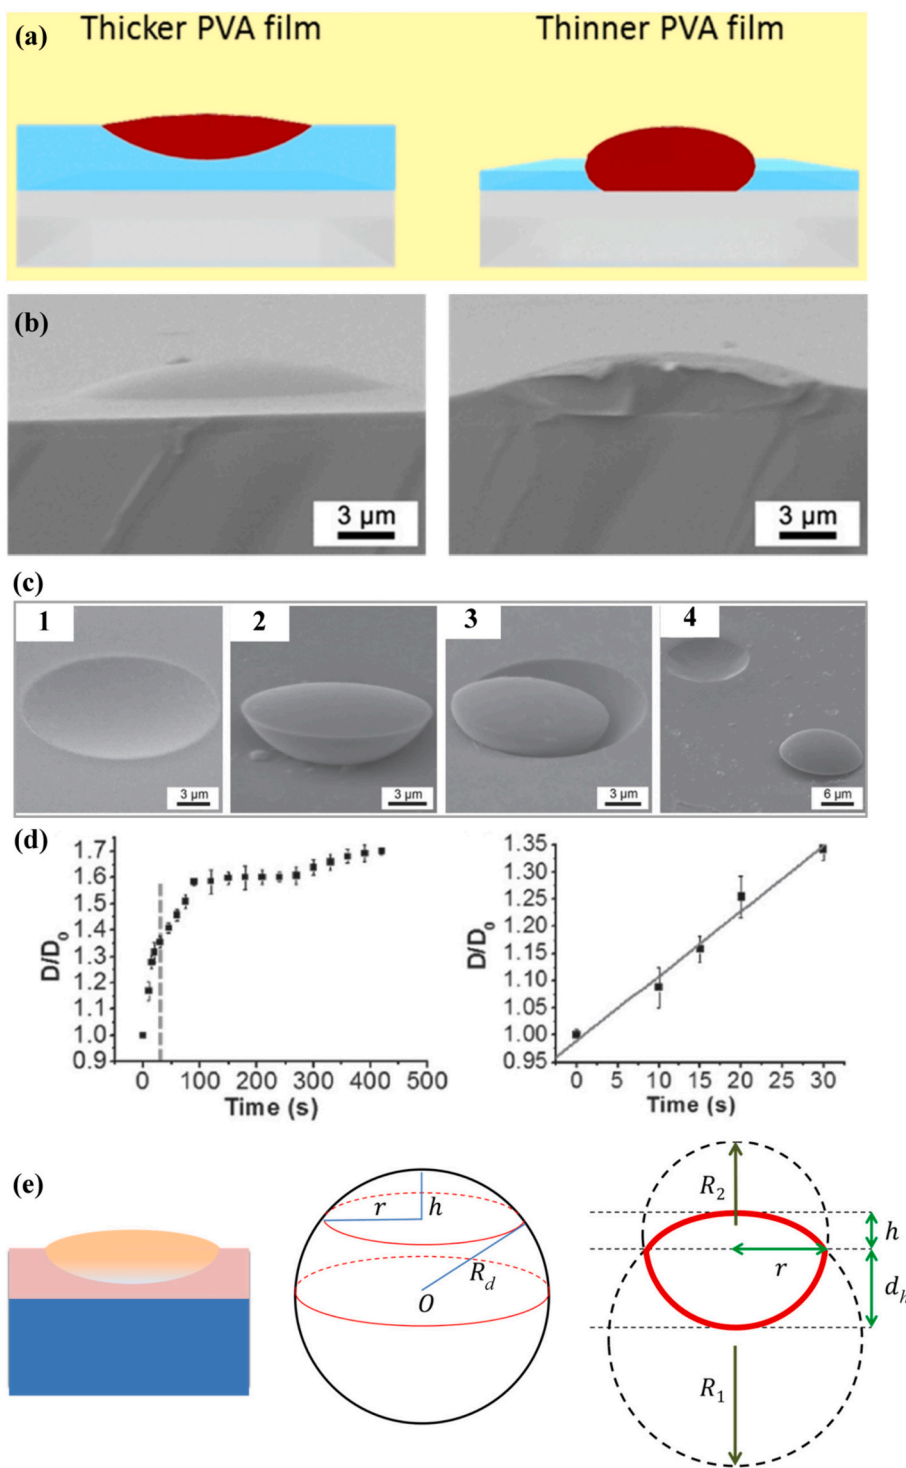 (a)
Thicker PVA film
Thinner PVA film
(b)
3 µm
3 µm
(c)
1
2
3
4
3 µm
3 µm
3 µm
6 µm
(d)
1.7
1.6
1.5
1.4
1.3
1.2
1.1
1.0
0.9
D/D0
0 100 200 300 400 500
Time (s)
1.35
1.30
1.25
1.20
1.15
1.10
1.05
1.00
0.95
D/D0
0 5 10 15 20 25 30
Time (s)
(e)
r
h
Rd
O
R2
h
r
dh
R1